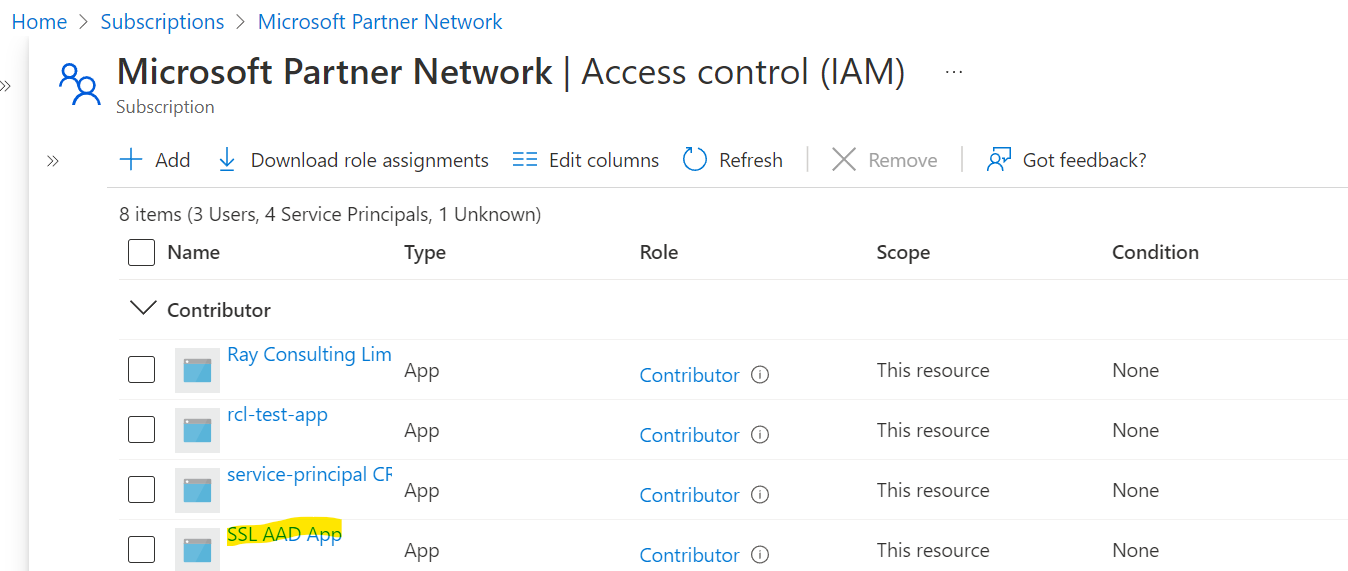 Home > Subscriptions > Microsoft Partner Network
Microsoft Partner Network | Access control (IAM) ...
Subscription
Add Download role assignments Edit columns Refresh Remove Got feedback?
8 items (3 Users, 4 Service Principals, 1 Unknown)
Name Type Role Scope Condition
Contributor
Ray Consulting Lim App Contributor This resource None
rcl-test-app App Contributor This resource None
service-principal CR App Contributor This resource None
SSL AAD App App Contributor This resource None